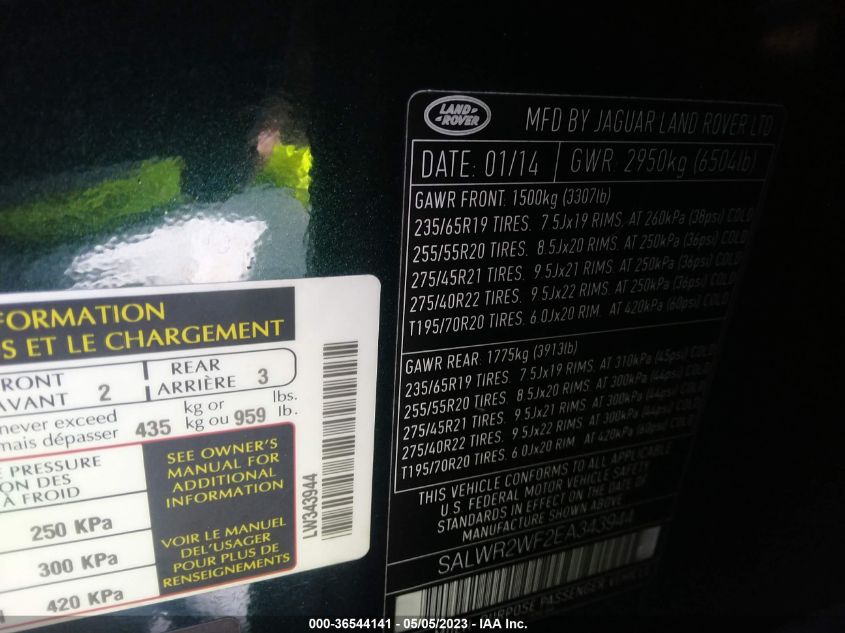 LAND ROVER
MFD BY JAGUAR LAND ROVER LTD
DATE: 01/14 GWR: 2950kg (6504lb)
GAWR FRONT: 1500kg (3307lb)
235/65R19 TIRES. 7.5Jx19 RIMS, AT 260kPa (38psi) COLD
255/55R20 TIRES. 8.5Jx20 RIMS, AT 250kPa (36psi) COLD
275/45R21 TIRES. 9.5Jx21 RIMS, AT 250kPa (36psi) COLD
275/40R22 TIRES. 9.5Jx22 RIMS, AT 250kPa (36psi) COLD
T195/70R20 TIRES. 6.0Jx20 RIM, AT 420kPa (60psi) COLD
GAWR REAR: 1775kg (3913lb)
235/65R19 TIRES. 7.5Jx19 RIMS, AT 310kPa (45psi) COLD
255/55R20 TIRES. 8.5Jx20 RIMS, AT 300kPa (44psi) COLD
275/45R21 TIRES. 9.5Jx21 RIMS, AT 300kPa (44psi) COLD
275/40R22 TIRES. 9.5Jx22 RIMS, AT 300kPa (44psi) COLD
T195/70R20 TIRES. 6.0Jx20 RIM, AT 420kPa (60psi) COLD
THIS VEHICLE CONFORMS TO ALL APPLICABLE
U.S. FEDERAL MOTOR VEHICLE SAFETY
STANDARDS IN EFFECT ON THE DATE OF
MANUFACTURE SHOWN ABOVE.
SALWR2WF2EA343944
PURPOSE PASSENGER
FORMATION
S ET LE CHARGEMENT
FRONT
AVANT 2 REAR
ARRIÈRE 3
never exceed
mais dépasser 435 kg or
kg ou 959 lbs.
lb.
E PRESSURE
ION DES
À FROID
250 KPa
300 KPa
420 KPa
SEE OWNER'S
MANUAL FOR
ADDITIONAL
INFORMATION
VOIR LE MANUEL
DE L'USAGER
POUR PLUS DE
RENSEIGNEMENTS
LW343944
000-36544141 - 05/05/2023 - IAA Inc.